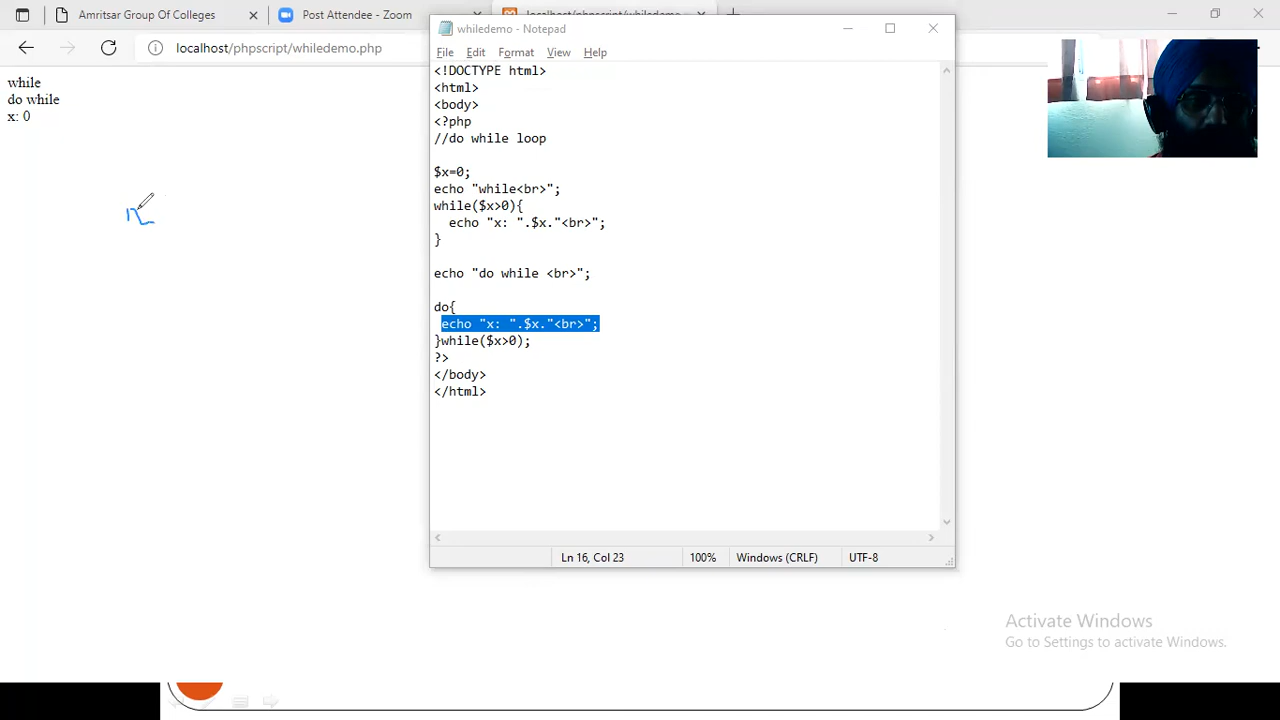 Amritsar Group Of Colleges
Post Attendee - Zoom
localhost/phpscript/whiledemo.php
while
do while
x: 0
whiledemo - Notepad
File Edit Format View Help
<!DOCTYPE html>
<html>
<body>
<?php
//do while loop
$x=0;
echo "while<br>";
while($x>0){
echo "x: ".$x."<br>";
}
echo "do while <br>";
do{
echo "x: ".$x."<br>";
}while($x>0);
?>
</body>
</html>
Ln 16, Col 23 100% Windows (CRLF) UTF-8
Activate Windows
Go to Settings to activate Windows.